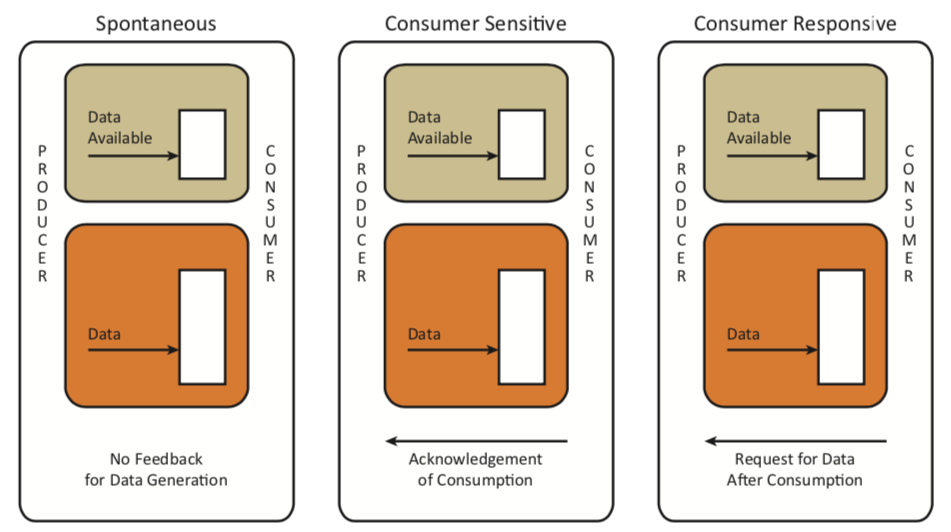 Spontaneous
PRODUCER
Data
Available
Data
CONSUMER
No Feedback
for Data Generation
Consumer Sensitive
PRODUCER
Data
Available
Data
CONSUMER
Acknowledgement
of Consumption
Consumer Responsive
PRODUCER
Data
Available
Data
CONSUMER
Request for Data
After Consumption